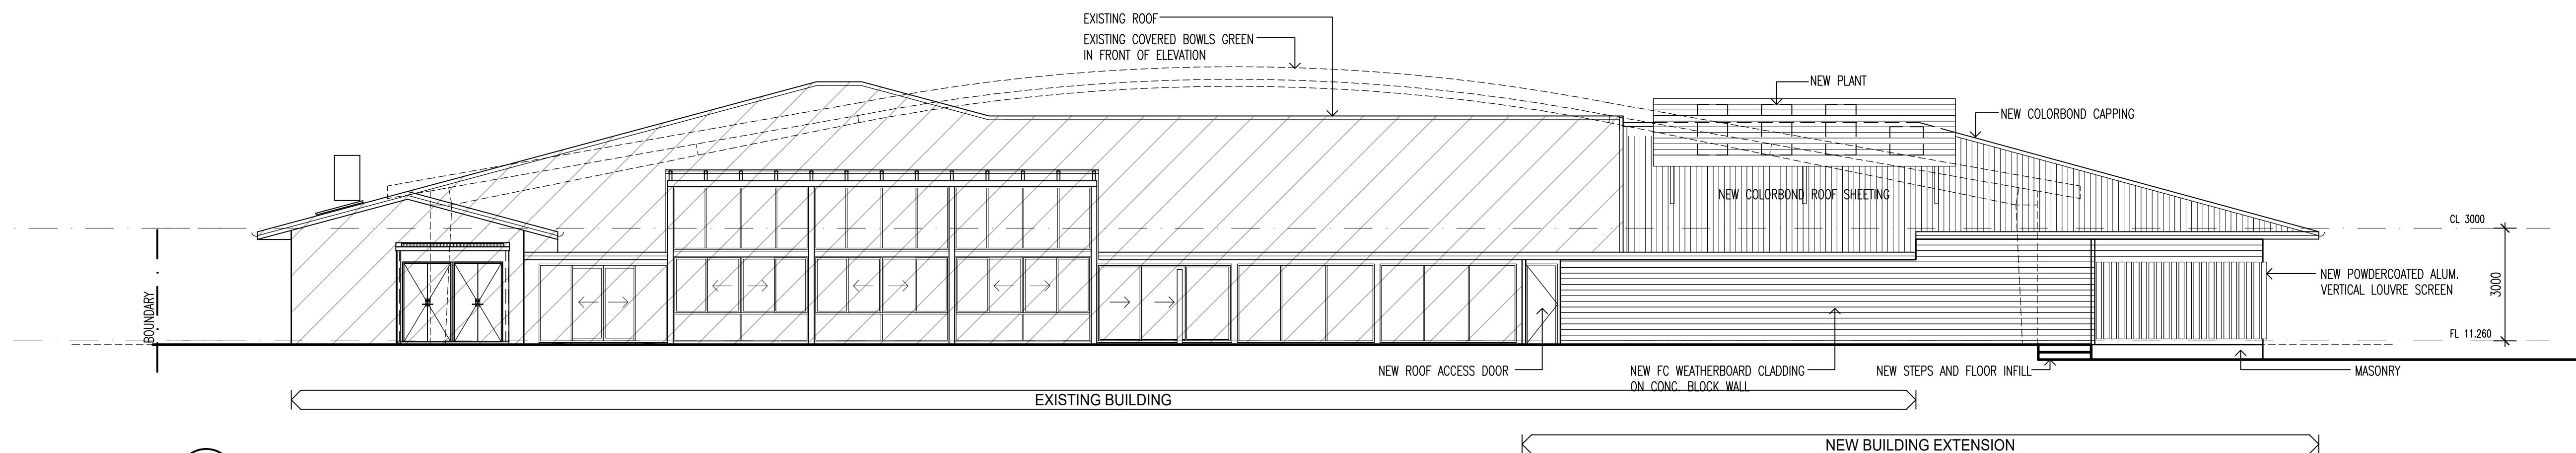 EXISTING ROOF
EXISTING COVERED BOWLS GREEN
IN FRONT OF ELEVATION
NEW PLANT
NEW COLORBOND CAPPING
NEW COLORBOND ROOF SHEETING
CL 3000
BOUNDARY
NEW POWDERCOATED ALUM.
VERTICAL LOUVRE SCREEN
3000
FL 11.260
NEW ROOF ACCESS DOOR
NEW FC WEATHERBOARD CLADDING
ON CONC. BLOCK WALL
NEW STEPS AND FLOOR INFILL
MASONRY
EXISTING BUILDING
NEW BUILDING EXTENSION